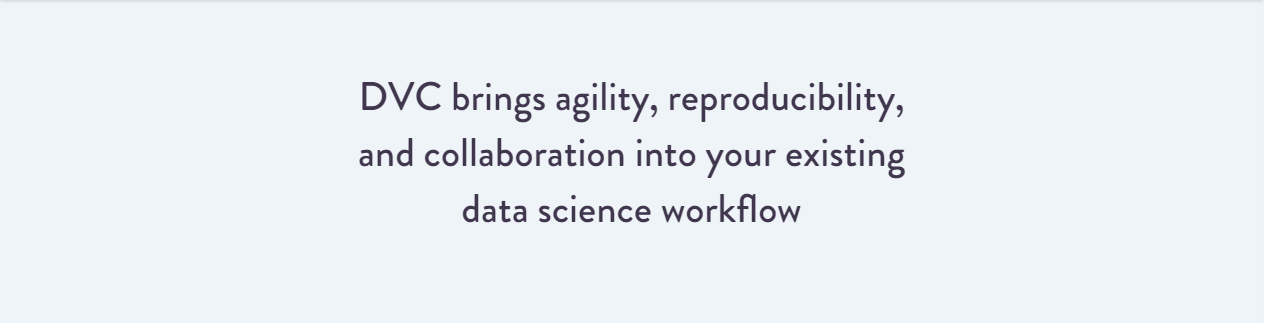 DVC brings agility, reproducibility,
and collaboration into your existing
data science workflow